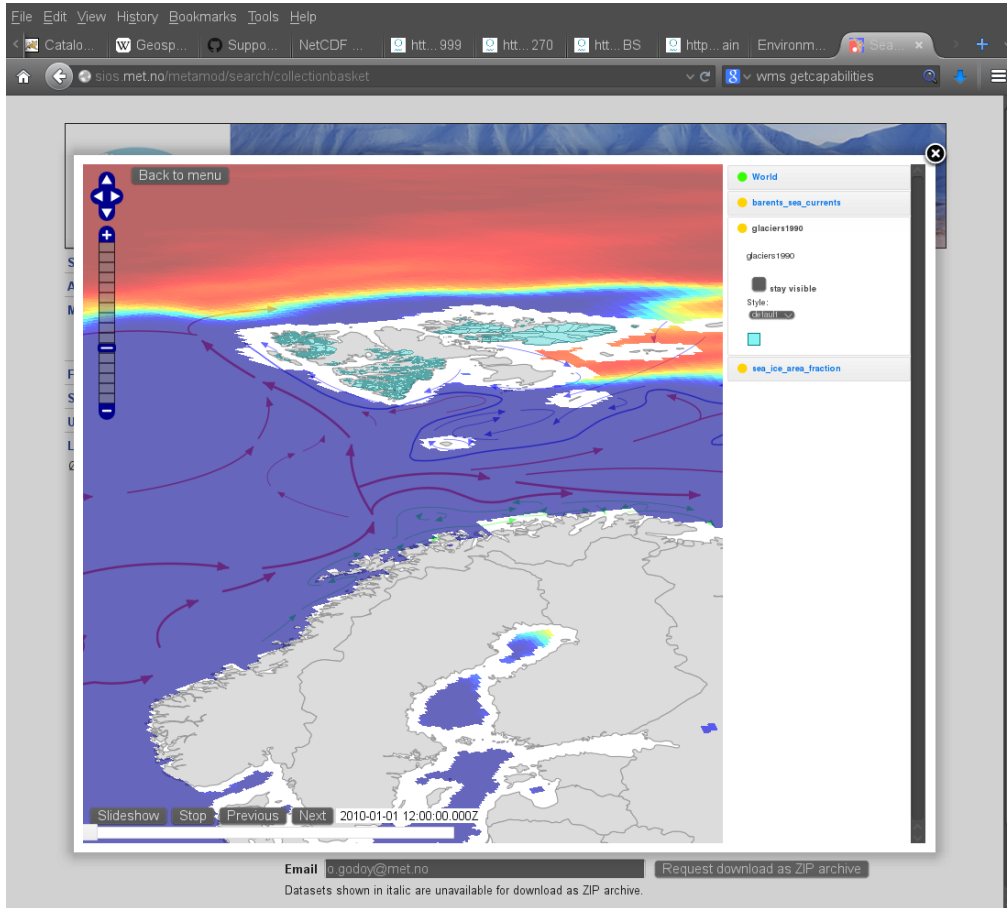 File Edit View History Bookmarks Tools Help
Catalo... Geosp... Suppo... NetCDF ... htt... 999 htt... 270 htt... BS http... ain Environm... Sea...
sios.met.no/metamod/search/collectionbasket wms getcapabilities
Back to menu
World
barents_sea_currents
glaciers1990
glaciers1990
stay visible
Style:
default
sea_ice_area_fraction
S
A
M
F
S
U
L
Slideshow Stop Previous Next 2010-01-01 12:00:00.000Z
Email o.godoy@met.no Request download as ZIP archive
Datasets shown in italic are unavailable for download as ZIP archive.